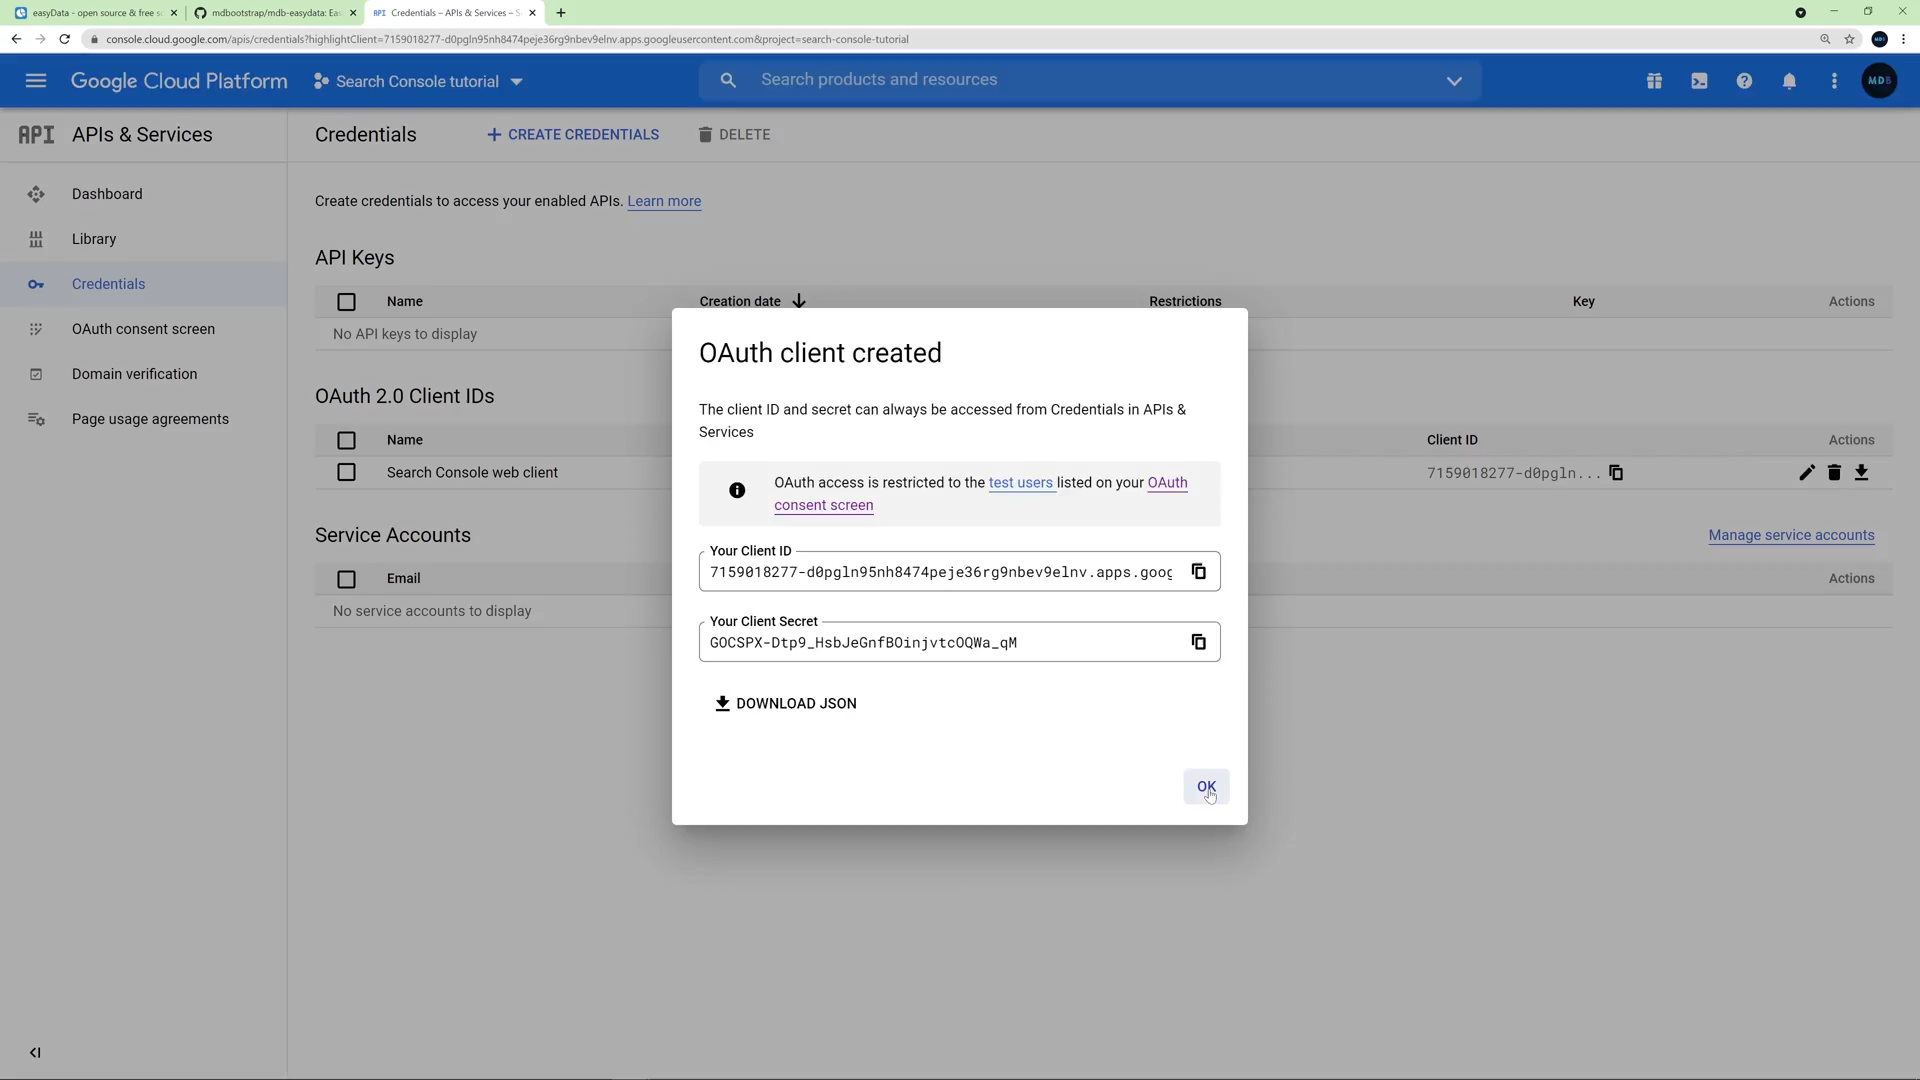 easyData - open source & free s
mdbootstrap/mdb-easydata: Eas
API Credentials – APIs & Services – S
console.cloud.google.com/apis/credentials?highlightClient=7159018277-d0pgln95nh8474peje36rg9nbev9elnv.apps.googleusercontent.com&project=search-console-tutorial
Google Cloud Platform
Search Console tutorial
Search products and resources
MDB
API APIs & Services
Credentials
CREATE CREDENTIALS
DELETE
Dashboard
Library
Credentials
OAuth consent screen
Domain verification
Page usage agreements
Create credentials to access your enabled APIs. Learn more
API Keys
Name Creation date Restrictions Key Actions
No API keys to display
OAuth 2.0 Client IDs
Name Client ID Actions
Search Console web client 7159018277-d0pgln...
Service Accounts
Manage service accounts
Email Actions
No service accounts to display
OAuth client created
The client ID and secret can always be accessed from Credentials in APIs &
Services
OAuth access is restricted to the test users listed on your OAuth
consent screen
Your Client ID
7159018277-d0pgln95nh8474peje36rg9nbev9elnv.apps.goog
Your Client Secret
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
DOWNLOAD JSON
OK